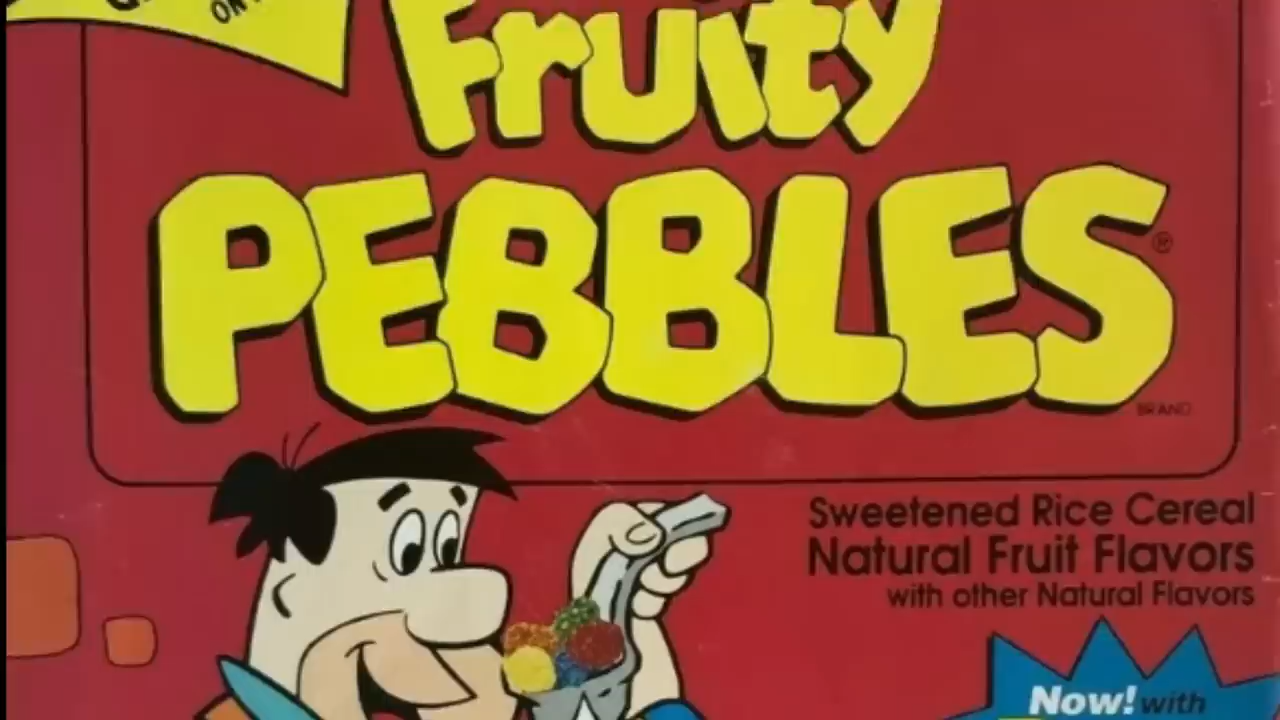 Fruity
PEBBLES®
BRAND
Sweetened Rice Cereal
Natural Fruit Flavors
with other Natural Flavors
Now! with